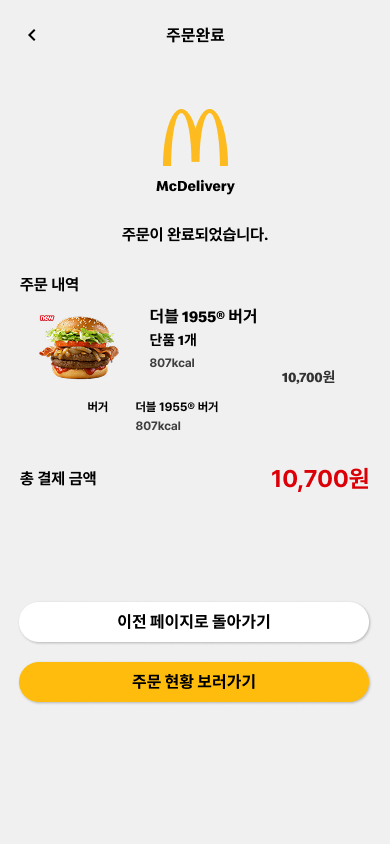 주문완료
McDelivery
주문이 완료되었습니다.
주문 내역
now
더블 1955® 버거
단품 1개
807kcal
10,700원
버거
더블 1955® 버거
807kcal
총 결제 금액
10,700원
이전 페이지로 돌아가기
주문 현황 보러가기